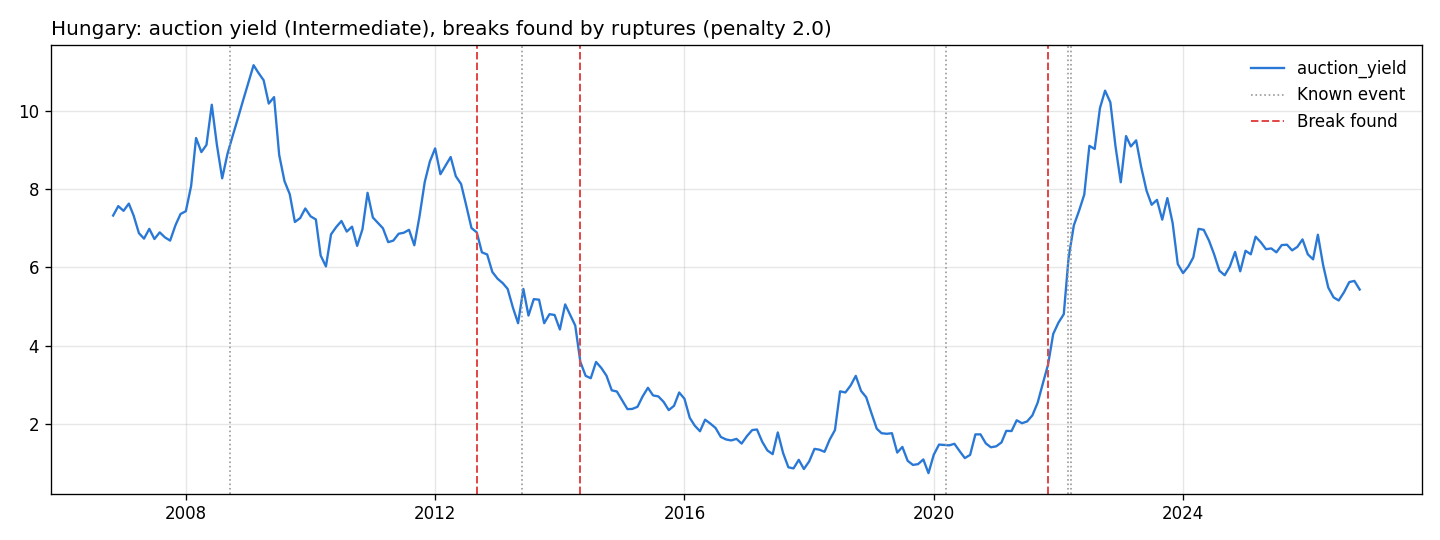 Hungary: auction yield (Intermediate), breaks found by ruptures (penalty 2.0)
auction_yield
Known event
Break found
10
8
6
4
2
2008 2012 2016 2020 2024